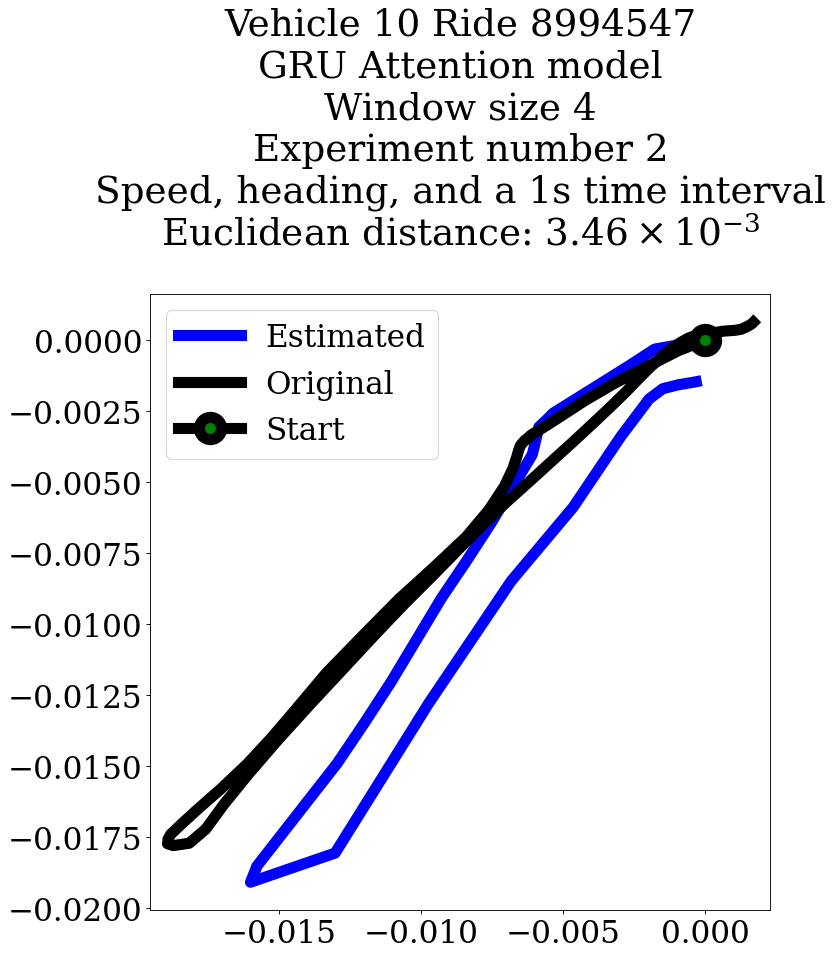 Vehicle 10 Ride 8994547
GRU Attention model
Window size 4
Experiment number 2
Speed, heading, and a 1s time interval
Euclidean distance: 3.46 × 10⁻³
Estimated
Original
Start
0.0000
−0.0025
−0.0050
−0.0075
−0.0100
−0.0125
−0.0150
−0.0175
−0.0200
−0.015 −0.010 −0.005 0.000